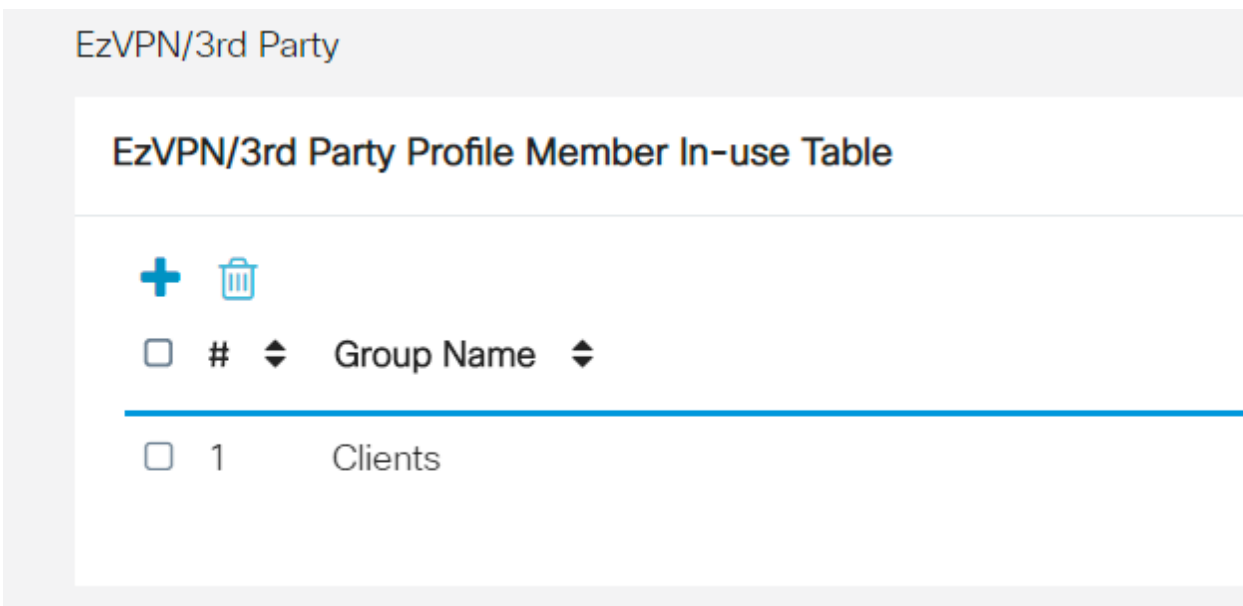 EzVPN/3rd Party
EzVPN/3rd Party Profile Member In-use Table
# Group Name
1 Clients